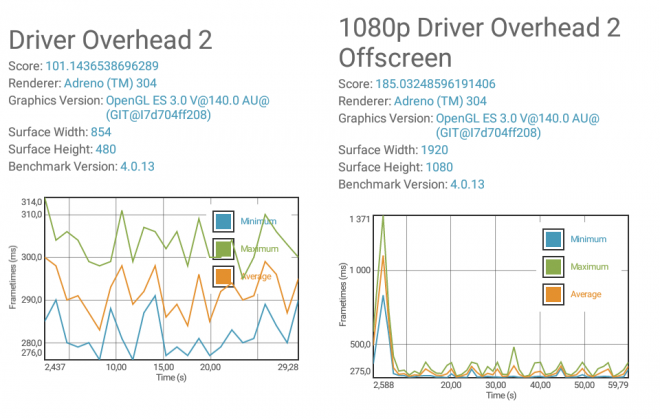 Driver Overhead 2
Score: 101.1436538696289
Renderer: Adreno (TM) 304
Graphics Version: OpenGL ES 3.0 V@140.0 AU@
(GIT@I7d704ff208)
Surface Width: 854
Surface Height: 480
Benchmark Version: 4.0.13
Frametimes (ms)
314,0
310,0
300,0
290,0
280,0
276,0
Minimum
Maximum
Average
2,437
10,00
15,00
20,00
29,28
Time (s)
1080p Driver Overhead 2
Offscreen
Score: 185.03248596191406
Renderer: Adreno (TM) 304
Graphics Version: OpenGL ES 3.0 V@140.0 AU@
(GIT@I7d704ff208)
Surface Width: 1920
Surface Height: 1080
Benchmark Version: 4.0.13
Frametimes (ms)
1 371
1 000
500,0
275,0
Minimum
Maximum
Average
2,588
20,00
30,00
40,00
50,00
59,79
Time (s)